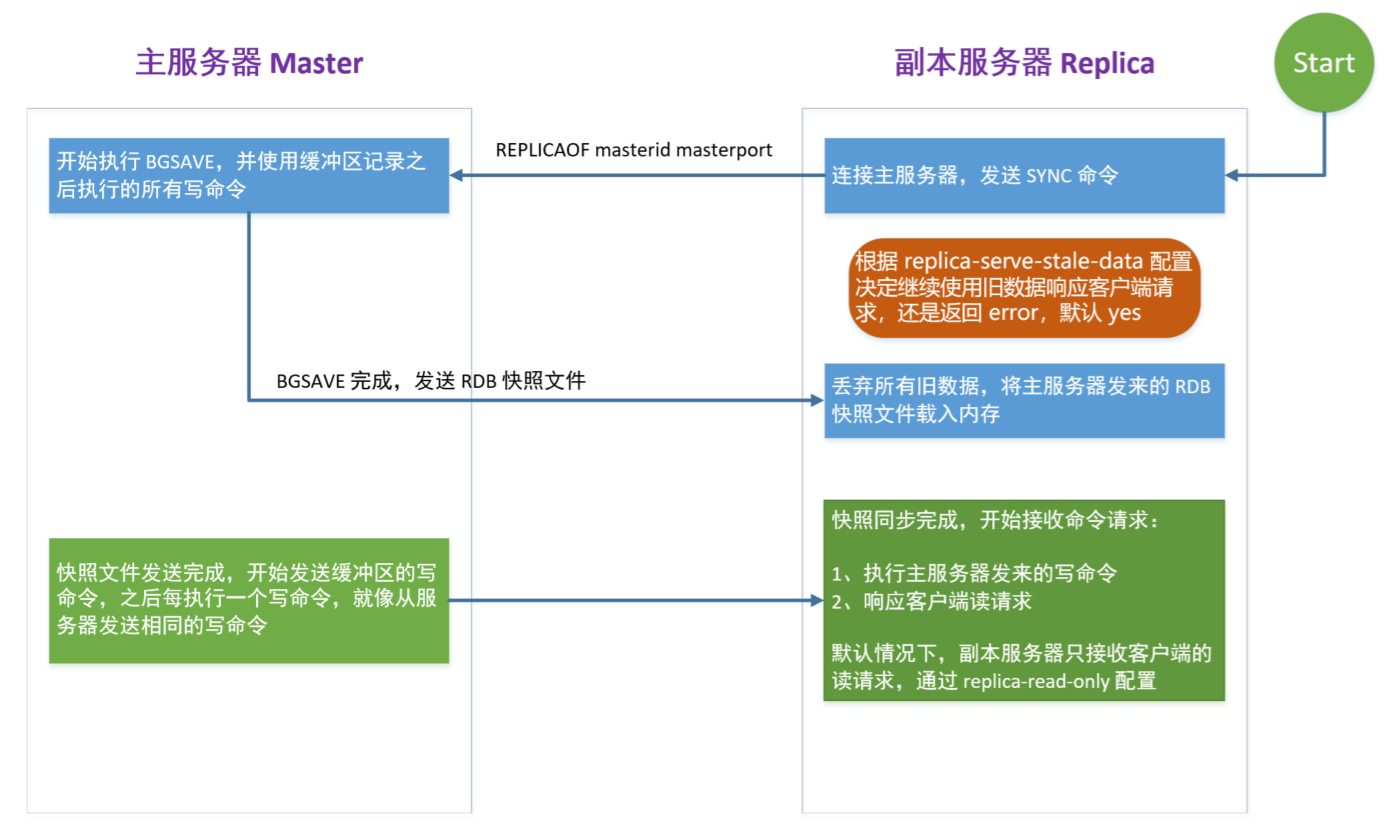 主服务器 Master
副本服务器 Replica
Start
开始执行 BGSAVE，并使用缓冲区记录之
后执行的所有写命令
REPLICAOF masterid masterport
连接主服务器，发送 SYNC 命令
根据 replica-serve-stale-data 配置
决定继续使用旧数据响应客户端请
求，还是返回 error，默认 yes
BGSAVE 完成，发送 RDB 快照文件
丢弃所有旧数据，将主服务器发来的 RDB
快照文件载入内存
快照文件发送完成，开始发送缓冲区的写
命令，之后每执行一个写命令，就像从服
务器发送相同的写命令
快照同步完成，开始接收命令请求：
1、执行主服务器发来的写命令
2、响应客户端读请求
默认情况下，副本服务器只接收客户端的
读请求，通过 replica-read-only 配置